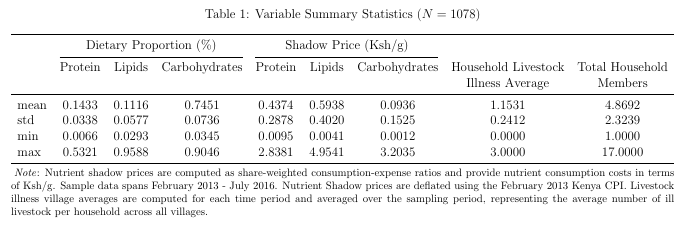 Table 1: Variable Summary Statistics (N = 1078)
Dietary Proportion (%) Shadow Price (Ksh/g)
Protein Lipids Carbohydrates Protein Lipids Carbohydrates Household Livestock Total Household
Illness Average Members
mean 0.1433 0.1116 0.7451 0.4374 0.5938 0.0936 1.1531 4.8692
std 0.0338 0.0577 0.0736 0.2878 0.4020 0.1525 0.2412 2.3239
min 0.0066 0.0293 0.0345 0.0095 0.0041 0.0012 0.0000 1.0000
max 0.5321 0.9588 0.9046 2.8381 4.9541 3.2035 3.0000 17.0000
Note: Nutrient shadow prices are computed as share-weighted consumption-expense ratios and provide nutrient consumption costs in terms
of Ksh/g. Sample data spans February 2013 - July 2016. Nutrient Shadow prices are deflated using the February 2013 Kenya CPI. Livestock
illness village averages are computed for each time period and averaged over the sampling period, representing the average number of ill
livestock per household across all villages.